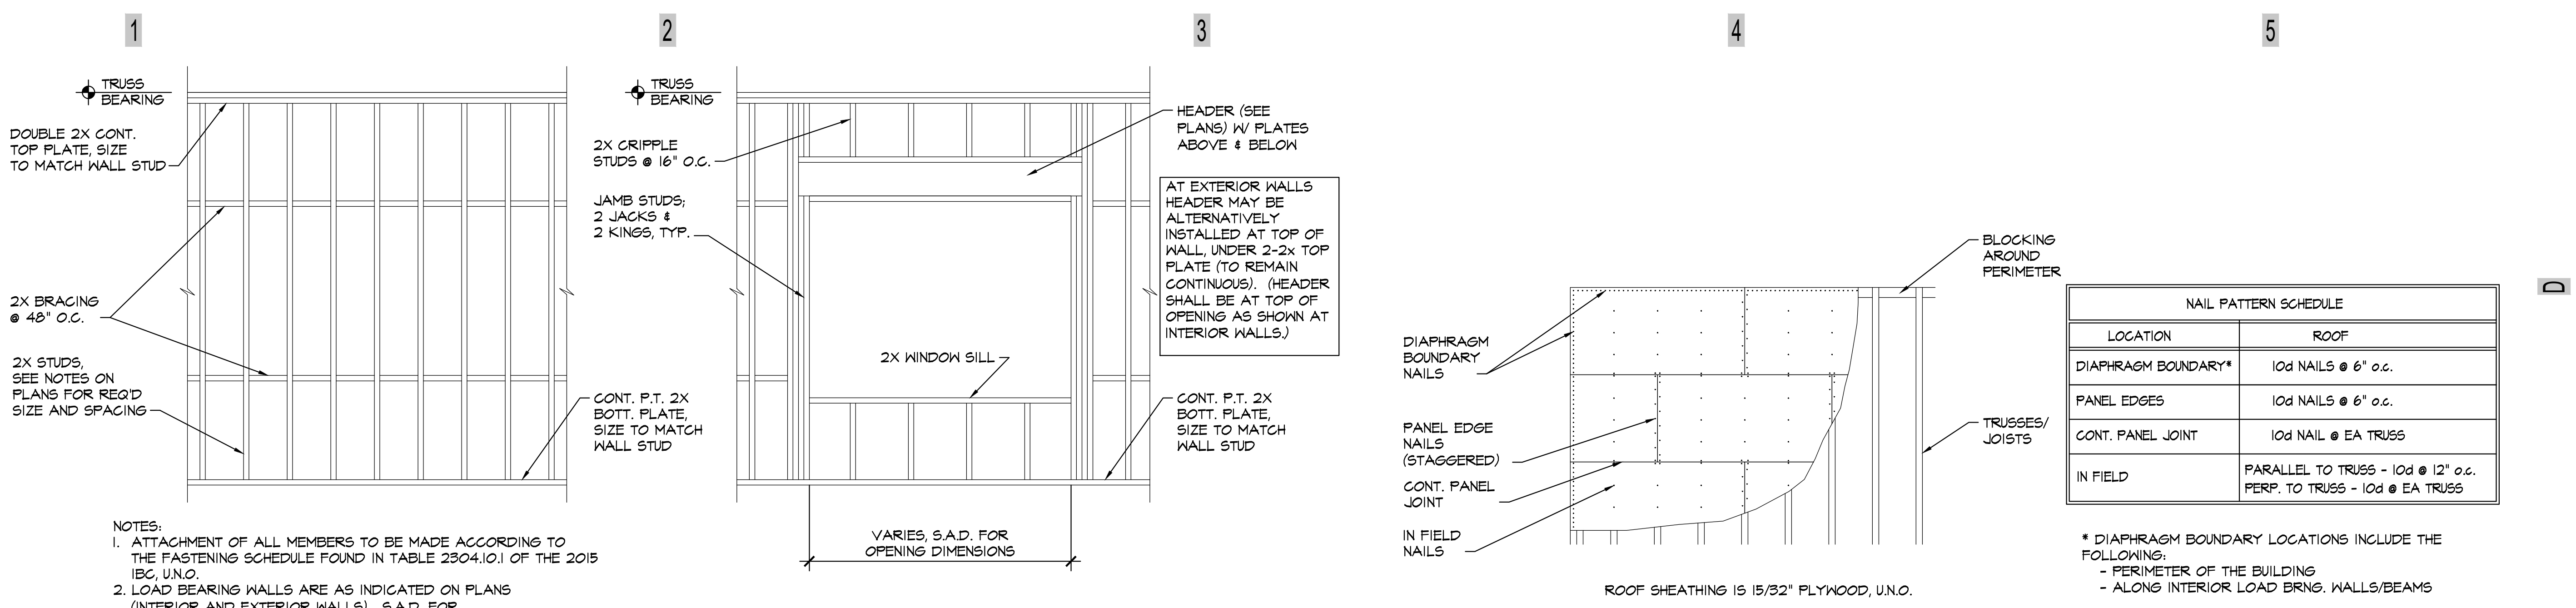 1
2
3
4
5
TRUSS
BEARING
DOUBLE 2X CONT.
TOP PLATE, SIZE
TO MATCH WALL STUD
2X BRACING
@ 48" O.C.
2X STUDS,
SEE NOTES ON
PLANS FOR REQ'D
SIZE AND SPACING
CONT. P.T. 2X
BOTT. PLATE,
SIZE TO MATCH
WALL STUD
NOTES:
1. ATTACHMENT OF ALL MEMBERS TO BE MADE ACCORDING TO
THE FASTENING SCHEDULE FOUND IN TABLE 2304.10.1 OF THE 2015
IBC, U.N.O.
2. LOAD BEARING WALLS ARE AS INDICATED ON PLANS
(INTERIOR AND EXTERIOR WALLS). S.A.D. FOR
TRUSS
BEARING
2X CRIPPLE
STUDS @ 16" O.C.
JAMB STUDS;
2 JACKS &
2 KINGS, TYP.
HEADER (SEE
PLANS) W/ PLATES
ABOVE & BELOW
AT EXTERIOR WALLS
HEADER MAY BE
ALTERNATIVELY
INSTALLED AT TOP OF
WALL, UNDER 2-2x TOP
PLATE (TO REMAIN
CONTINUOUS). (HEADER
SHALL BE AT TOP OF
OPENING AS SHOWN AT
INTERIOR WALLS.)
2X WINDOW SILL
CONT. P.T. 2X
BOTT. PLATE,
SIZE TO MATCH
WALL STUD
VARIES, S.A.D. FOR
OPENING DIMENSIONS
BLOCKING
AROUND
PERIMETER
DIAPHRAGM
BOUNDARY
NAILS
PANEL EDGE
NAILS
(STAGGERED)
CONT. PANEL
JOINT
IN FIELD
NAILS
TRUSSES/
JOISTS
ROOF SHEATHING IS 15/32" PLYWOOD, U.N.O.
NAIL PATTERN SCHEDULE
LOCATION ROOF
DIAPHRAGM BOUNDARY* 10d NAILS @ 6" o.c.
PANEL EDGES 10d NAILS @ 6" o.c.
CONT. PANEL JOINT 10d NAIL @ EA TRUSS
IN FIELD PARALLEL TO TRUSS - 10d @ 12" o.c.
PERP. TO TRUSS - 10d @ EA TRUSS
* DIAPHRAGM BOUNDARY LOCATIONS INCLUDE THE
FOLLOWING:
- PERIMETER OF THE BUILDING
- ALONG INTERIOR LOAD BRNG. WALLS/BEAMS
D